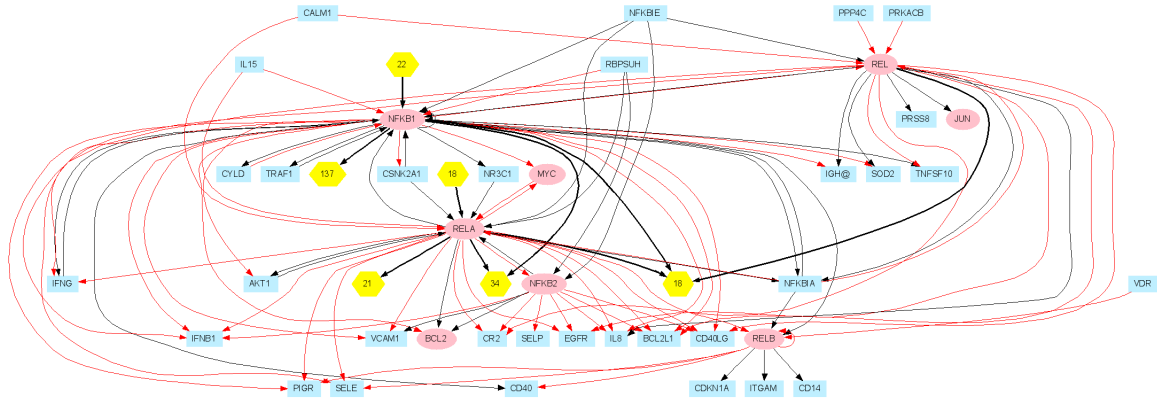 CALM1
NFKBIE
PPP4C
PRKACB
IL15
22
RBPSUH
REL
NFKB1
PRSS8
JUN
CYLD
TRAF1
137
CSNK2A1
18
NR3C1
MYC
IGH@
SOD2
TNFSF10
RELA
IFNG
AKT1
21
34
NFKB2
18
NFKBIA
VDR
IFNB1
VCAM1
BCL2
CR2
SELP
EGFR
IL8
BCL2L1
CD40LG
RELB
PIGR
SELE
CD40
CDKN1A
ITGAM
CD14